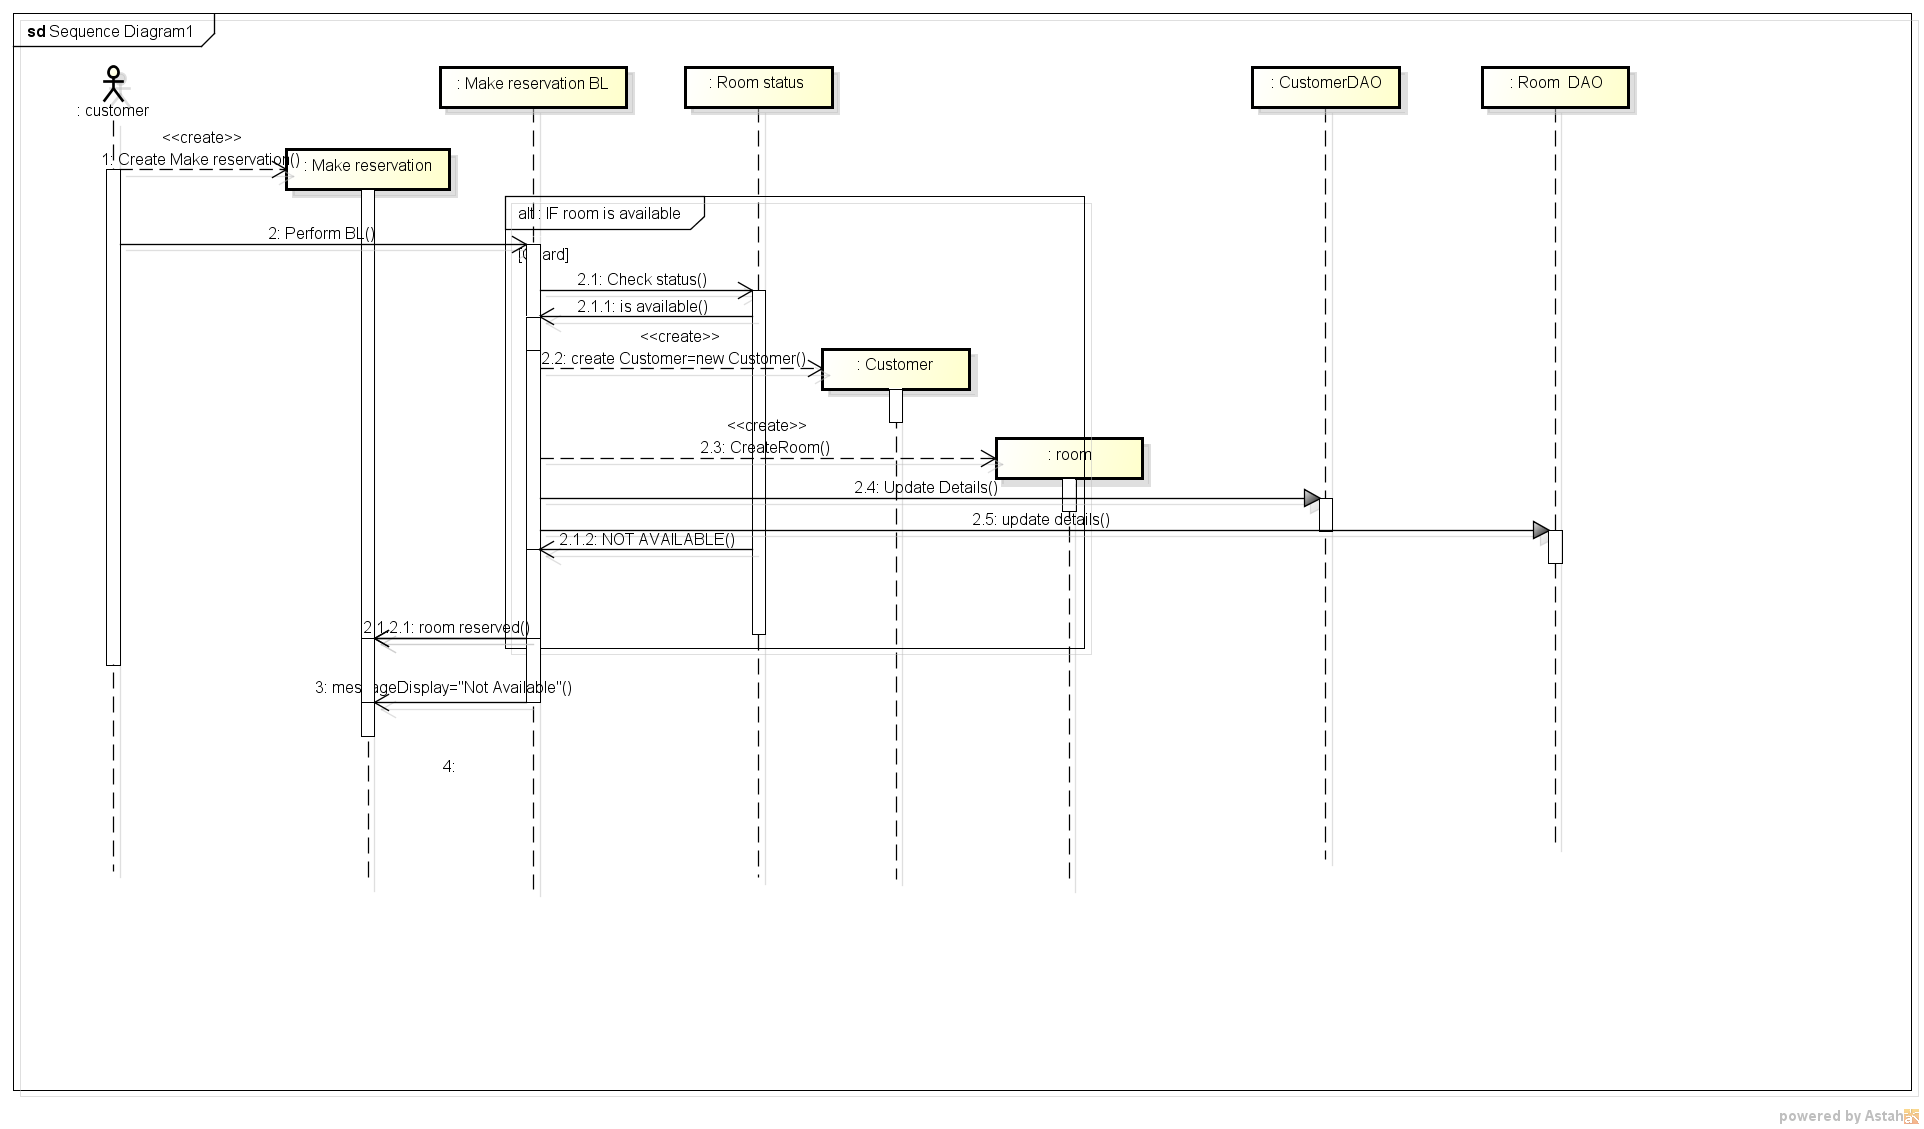 sd Sequence Diagram1
: customer
: Make reservation BL
: Room status
: CustomerDAO
: Room DAO
<<create>>
1: Create Make reservation()
: Make reservation
alt : IF room is available
2: Perform BL()
2.1: Check status()
2.1.1: is available()
<<create>>
2.2: create Customer=new Customer()
: Customer
<<create>>
2.3: CreateRoom()
: room
2.4: Update Details()
2.5: update details()
2.1.2: NOT AVAILABLE()
2.1.2.1: room reserved()
3: messageDisplay="Not Available"()
4:
powered by Astah